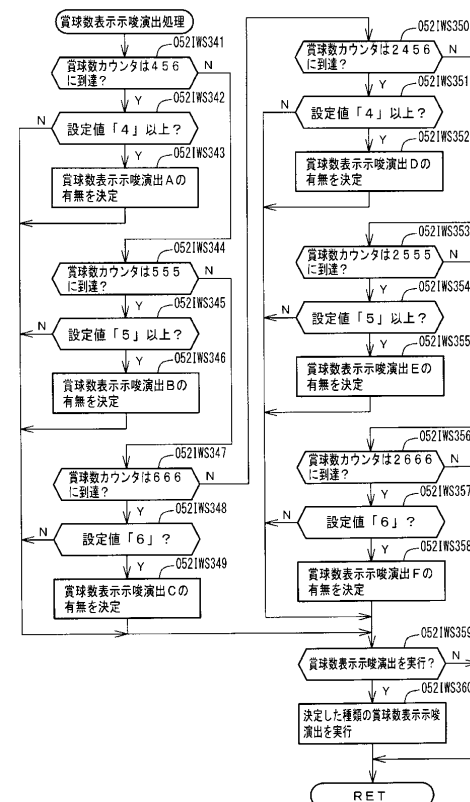 賞球数表示示唆演出処理
052IWS341
賞球数カウンタは456
に到達?
N
Y
052IWS342
N
設定値「4」以上?
Y
052IWS343
賞球数表示示唆演出Aの
有無を決定
052IWS344
賞球数カウンタは555
に到達?
N
Y
052IWS345
N
設定値「5」以上?
Y
052IWS346
賞球数表示示唆演出Bの
有無を決定
052IWS347
賞球数カウンタは666
に到達?
N
Y
052IWS348
N
設定値「6」?
Y
052IWS349
賞球数表示示唆演出Cの
有無を決定
052IWS350
賞球数カウンタは2456
に到達?
N
Y
052IWS351
N
設定値「4」以上?
Y
052IWS352
賞球数表示示唆演出Dの
有無を決定
052IWS353
賞球数カウンタは2555
に到達?
N
Y
052IWS354
N
設定値「5」以上?
Y
052IWS355
賞球数表示示唆演出Eの
有無を決定
052IWS356
賞球数カウンタは2666
に到達?
N
Y
052IWS357
N
設定値「6」?
Y
052IWS358
賞球数表示示唆演出Fの
有無を決定
052IWS359
賞球数表示示唆演出を実行?
N
Y
052IWS360
決定した種類の賞球数表示示唆
演出を実行
RET